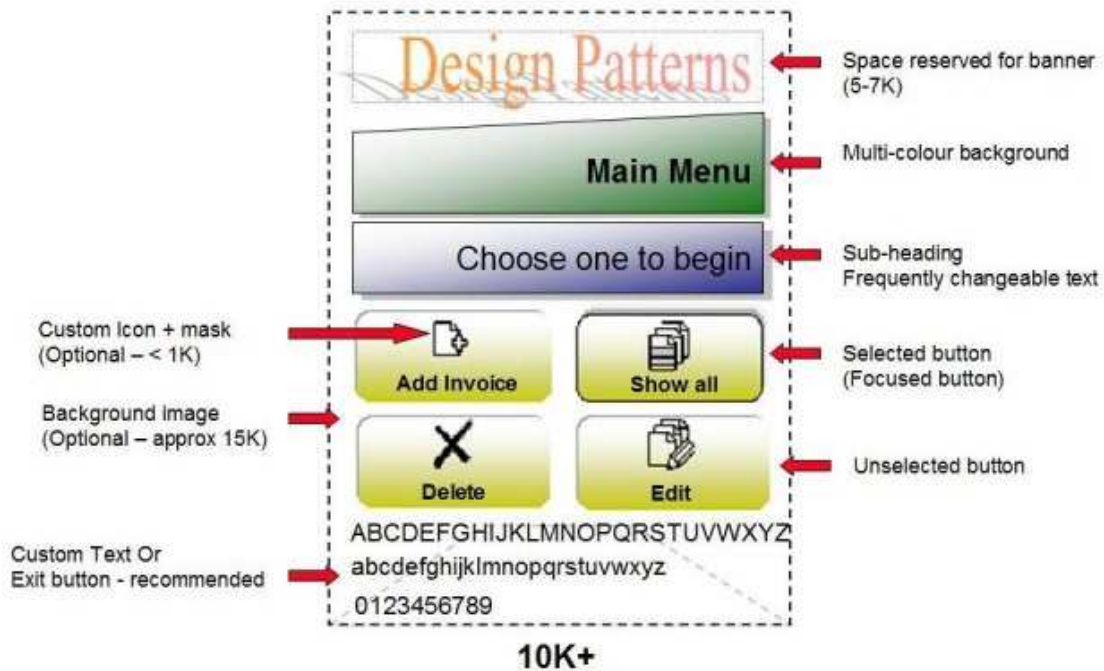 Design Patterns
Space reserved for banner
(5-7K)
Main Menu
Multi-colour background
Choose one to begin
Sub-heading
Frequently changeable text
Custom Icon + mask
(Optional – < 1K)
Add Invoice
Show all
Selected button
(Focused button)
Background image
(Optional – approx 15K)
Delete
Edit
Unselected button
ABCDEFGHIJKLMNOPQRSTUVWXYZ
Custom Text Or
Exit button - recommended
abcdefghijklmnopqrstuvwxyz
0123456789
10K+